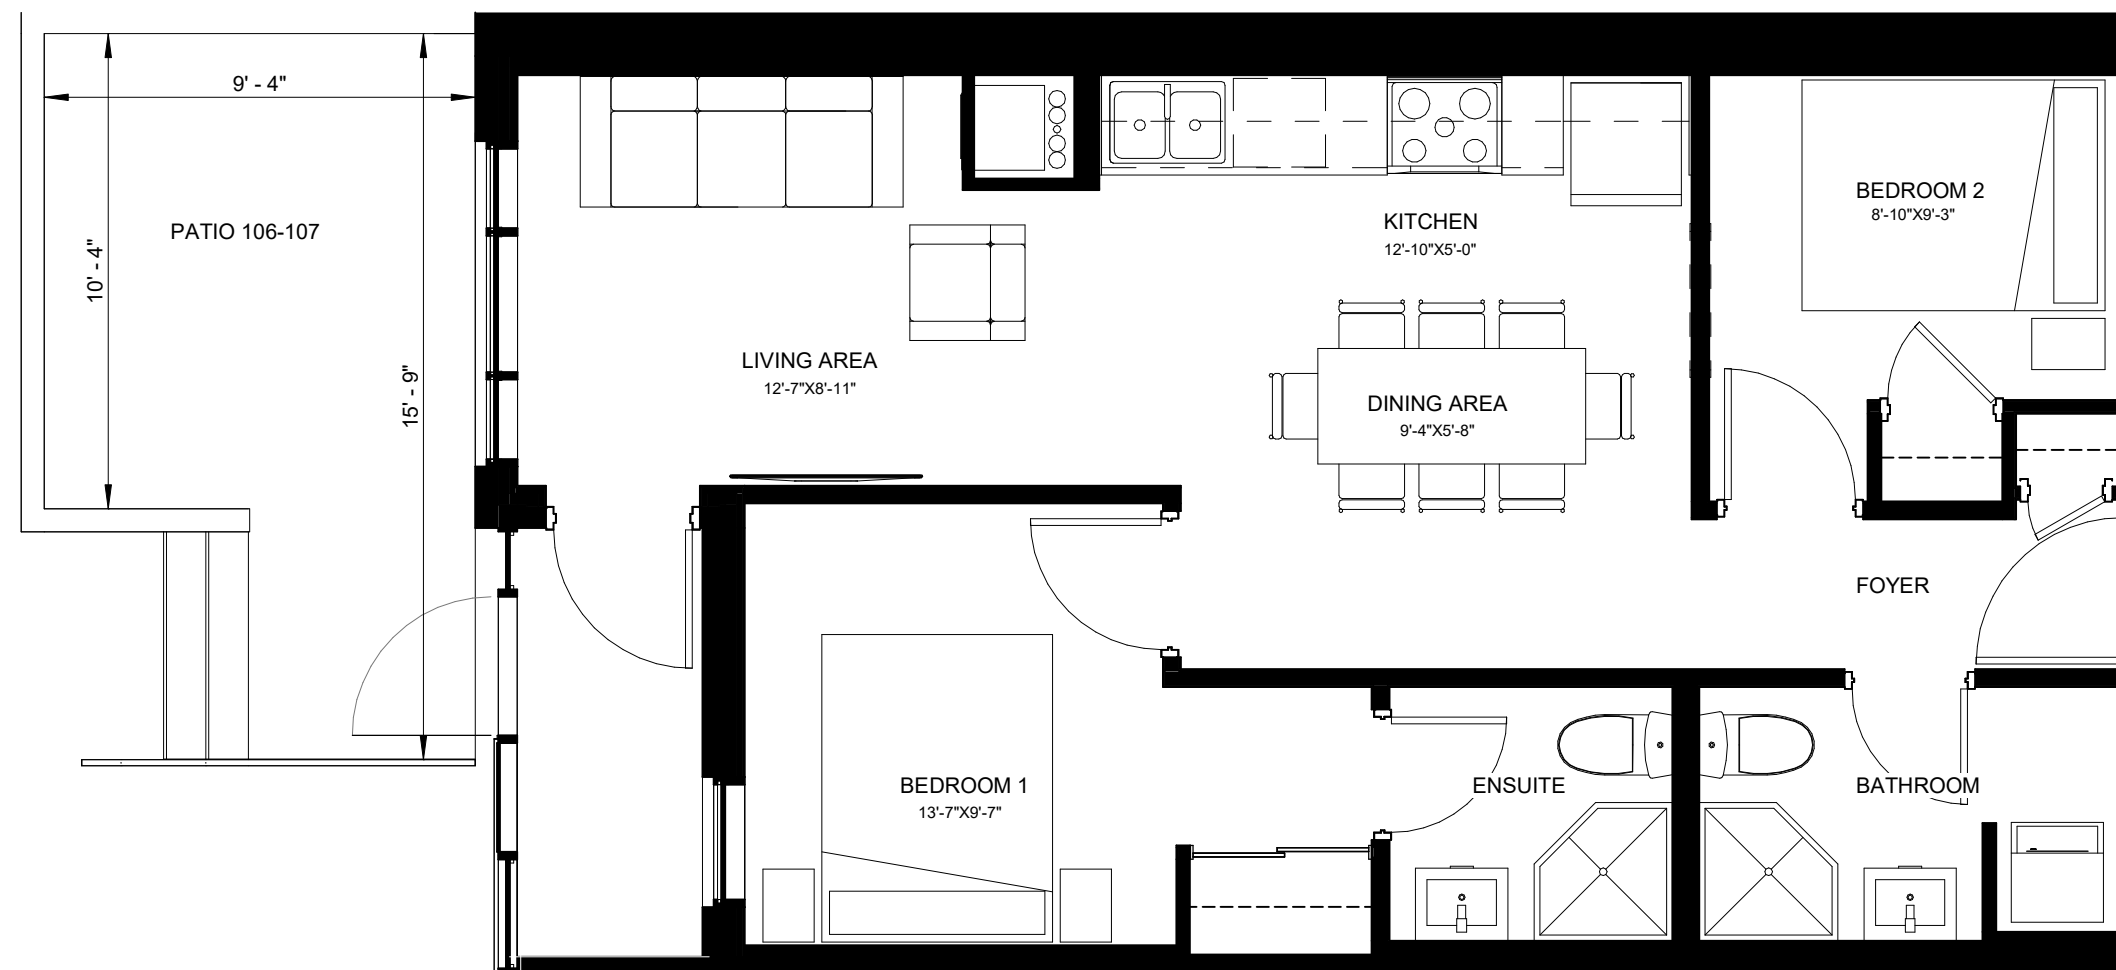 9' - 4"
PATIO 106-107
10' - 4"
15' - 9"
LIVING AREA
12'-7"X8'-11"
KITCHEN
12'-10"X5'-0"
DINING AREA
9'-4"X5'-8"
BEDROOM 2
8'-10"X9'-3"
FOYER
BEDROOM 1
13'-7"X9'-7"
ENSUITE
BATHROOM